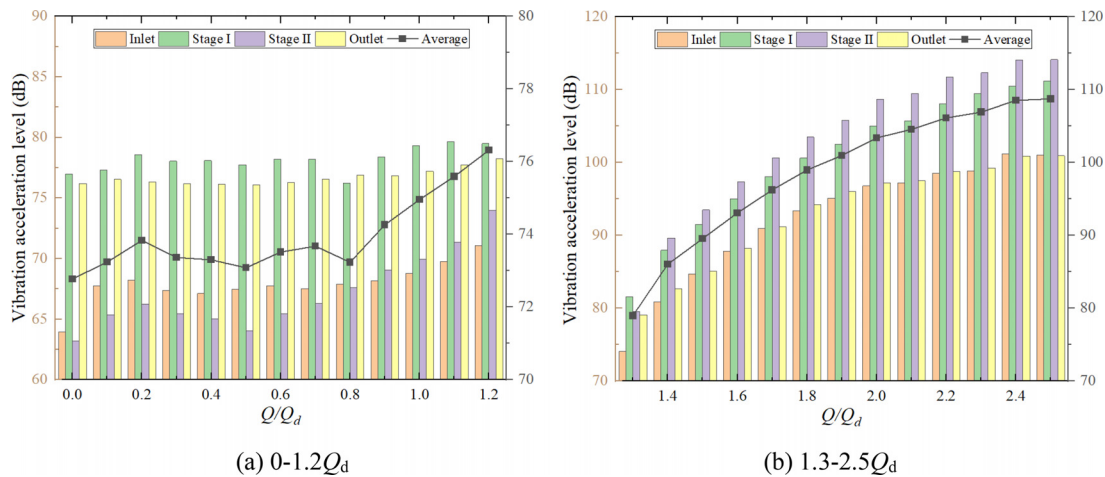 Inlet Stage I Stage II Outlet Average
Vibration acceleration level (dB)
90
85
80
75
70
65
60
80
78
76
74
72
70
0.0 0.2 0.4 0.6 0.8 1.0 1.2
Q/Qd
(a) 0-1.2Qd
Inlet Stage I Stage II Outlet Average
Vibration acceleration level (dB)
120
110
100
90
80
70
120
110
100
90
80
70
1.4 1.6 1.8 2.0 2.2 2.4
Q/Qd
(b) 1.3-2.5Qd